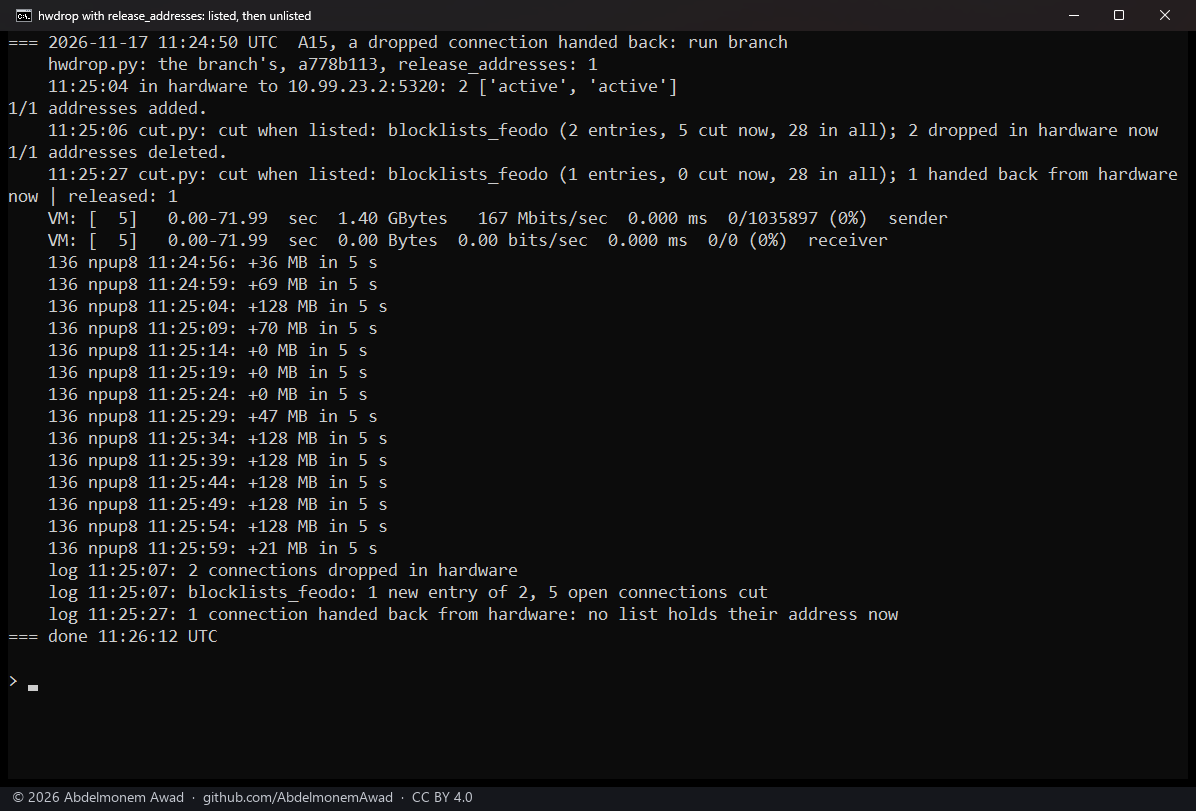 hwdrop with release_addresses: listed, then unlisted
=== 2026-11-17 11:24:50 UTC  A15, a dropped connection handed back: run branch
    hwdrop.py: the branch's, a778b113, release_addresses: 1
    11:25:04 in hardware to 10.99.23.2:5320: 2 ['active', 'active']
1/1 addresses added.
    11:25:06 cut.py: cut when listed: blocklists_feodo (2 entries, 5 cut now, 28 in all); 2 dropped in hardware now
1/1 addresses deleted.
    11:25:27 cut.py: cut when listed: blocklists_feodo (1 entries, 0 cut now, 28 in all); 1 handed back from hardware
now | released: 1
    VM: [  5]   0.00-71.99  sec  1.40 GBytes   167 Mbits/sec  0.000 ms  0/1035897 (0%)  sender
    VM: [  5]   0.00-71.99  sec  0.00 Bytes  0.00 bits/sec  0.000 ms  0/0 (0%)  receiver
    136 npup8 11:24:56: +36 MB in 5 s
    136 npup8 11:24:59: +69 MB in 5 s
    136 npup8 11:25:04: +128 MB in 5 s
    136 npup8 11:25:09: +70 MB in 5 s
    136 npup8 11:25:14: +0 MB in 5 s
    136 npup8 11:25:19: +0 MB in 5 s
    136 npup8 11:25:24: +0 MB in 5 s
    136 npup8 11:25:29: +47 MB in 5 s
    136 npup8 11:25:34: +128 MB in 5 s
    136 npup8 11:25:39: +128 MB in 5 s
    136 npup8 11:25:44: +128 MB in 5 s
    136 npup8 11:25:49: +128 MB in 5 s
    136 npup8 11:25:54: +128 MB in 5 s
    136 npup8 11:25:59: +21 MB in 5 s
    log 11:25:07: 2 connections dropped in hardware
    log 11:25:07: blocklists_feodo: 1 new entry of 2, 5 open connections cut
    log 11:25:27: 1 connection handed back from hardware: no list holds their address now
=== done 11:26:12 UTC
>
© 2026 Abdelmonem Awad · github.com/AbdelmonemAwad · CC BY 4.0